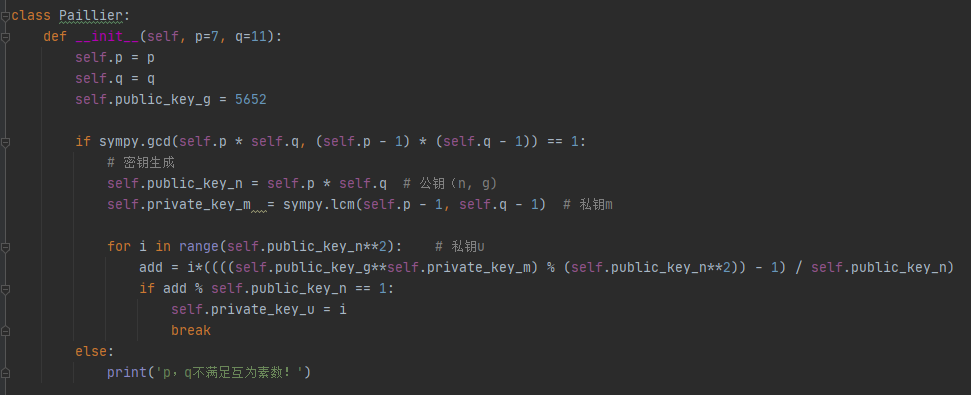 class Paillier:
    def __init__(self, p=7, q=11):
        self.p = p
        self.q = q
        self.public_key_g = 5652
        if sympy.gcd(self.p * self.q, (self.p - 1) * (self.q - 1)) == 1:
            # 密钥生成
            self.public_key_n = self.p * self.q  # 公钥（n, g)
            self.private_key_m = sympy.lcm(self.p - 1, self.q - 1)  # 私钥m
            for i in range(self.public_key_n**2):    # 私钥u
                add = i*((((self.public_key_g**self.private_key_m) % (self.public_key_n**2)) - 1) / self.public_key_n)
                if add % self.public_key_n == 1:
                    self.private_key_u = i
                    break
        else:
            print('p，q不满足互为素数！')